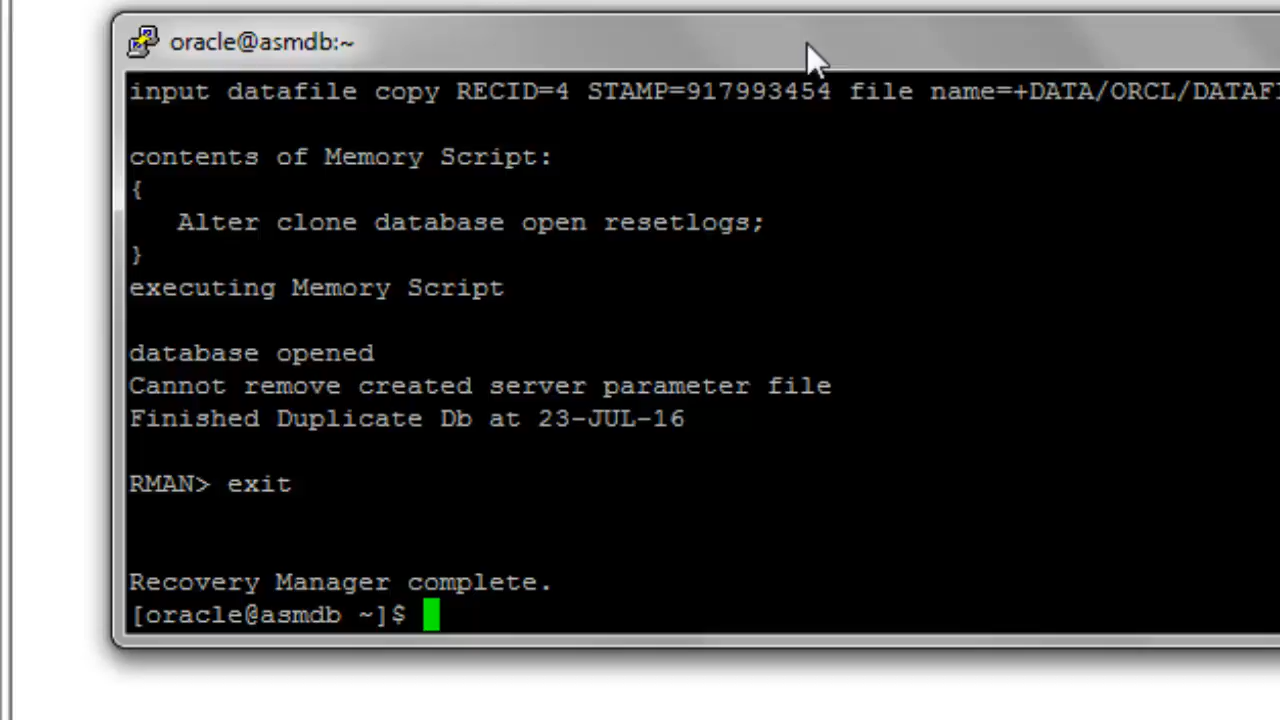 oracle@asmdb:~
input datafile copy RECID=4 STAMP=917993454 file name=+DATA/ORCL/DATAFI
contents of Memory Script:
{
   Alter clone database open resetlogs;
}
executing Memory Script
database opened
Cannot remove created server parameter file
Finished Duplicate Db at 23-JUL-16
RMAN> exit
Recovery Manager complete.
[oracle@asmdb ~]$